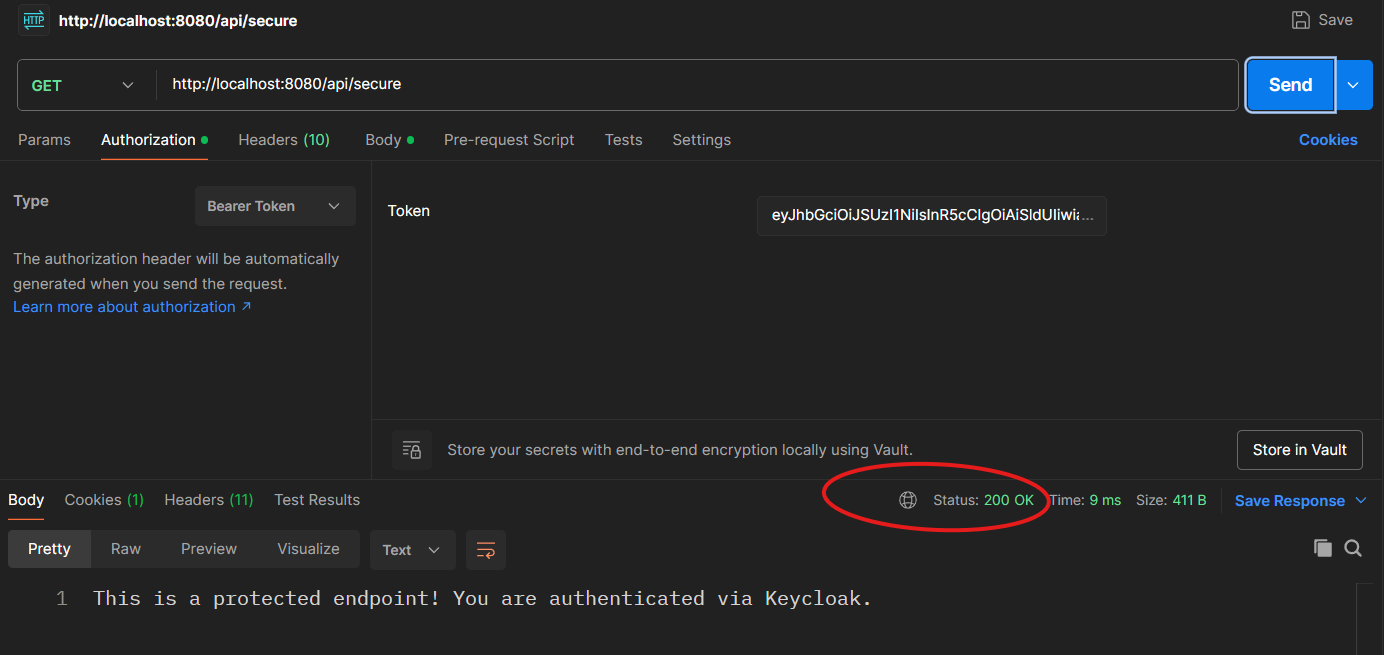 HTTP http://localhost:8080/api/secure Save
GET http://localhost:8080/api/secure Send
Params Authorization Headers (10) Body Pre-request Script Tests Settings Cookies
Type Bearer Token Token eyJhbGciOiJSUzI1NiIsInR5cCIgOiAiSldUIiwia...
The authorization header will be automatically
generated when you send the request.
Learn more about authorization ↗
Store your secrets with end-to-end encryption locally using Vault. Store in Vault
Body Cookies (1) Headers (11) Test Results Status: 200 OK Time: 9 ms Size: 411 B Save Response
Pretty Raw Preview Visualize Text
1 This is a protected endpoint! You are authenticated via Keycloak.